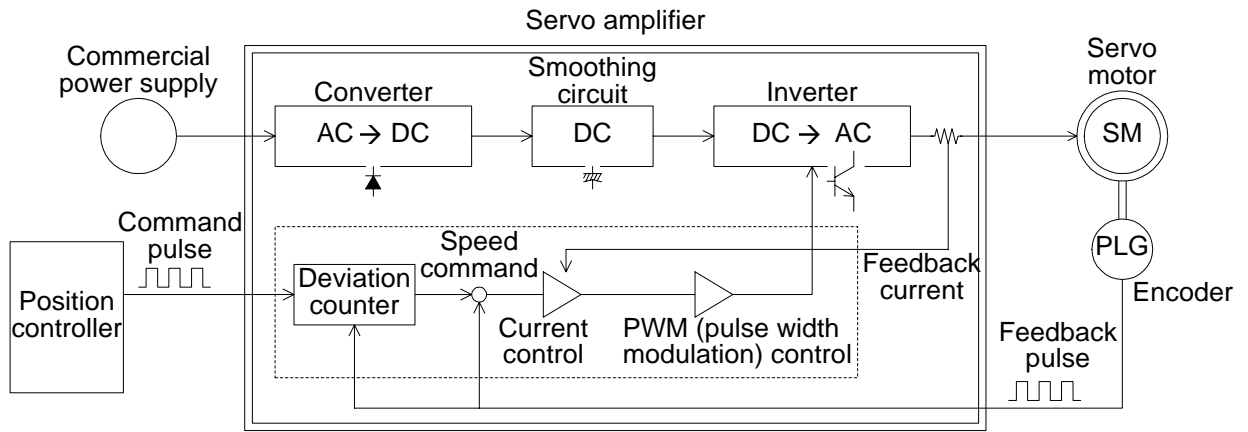 Servo amplifier
Commercial
power supply
Converter
AC → DC
Smoothing
circuit
DC
Inverter
DC → AC
Servo
motor
SM
Command
pulse
Position
controller
Deviation
counter
Speed
command
Current
control
PWM (pulse width
modulation) control
Feedback
current
PLG
Encoder
Feedback
pulse